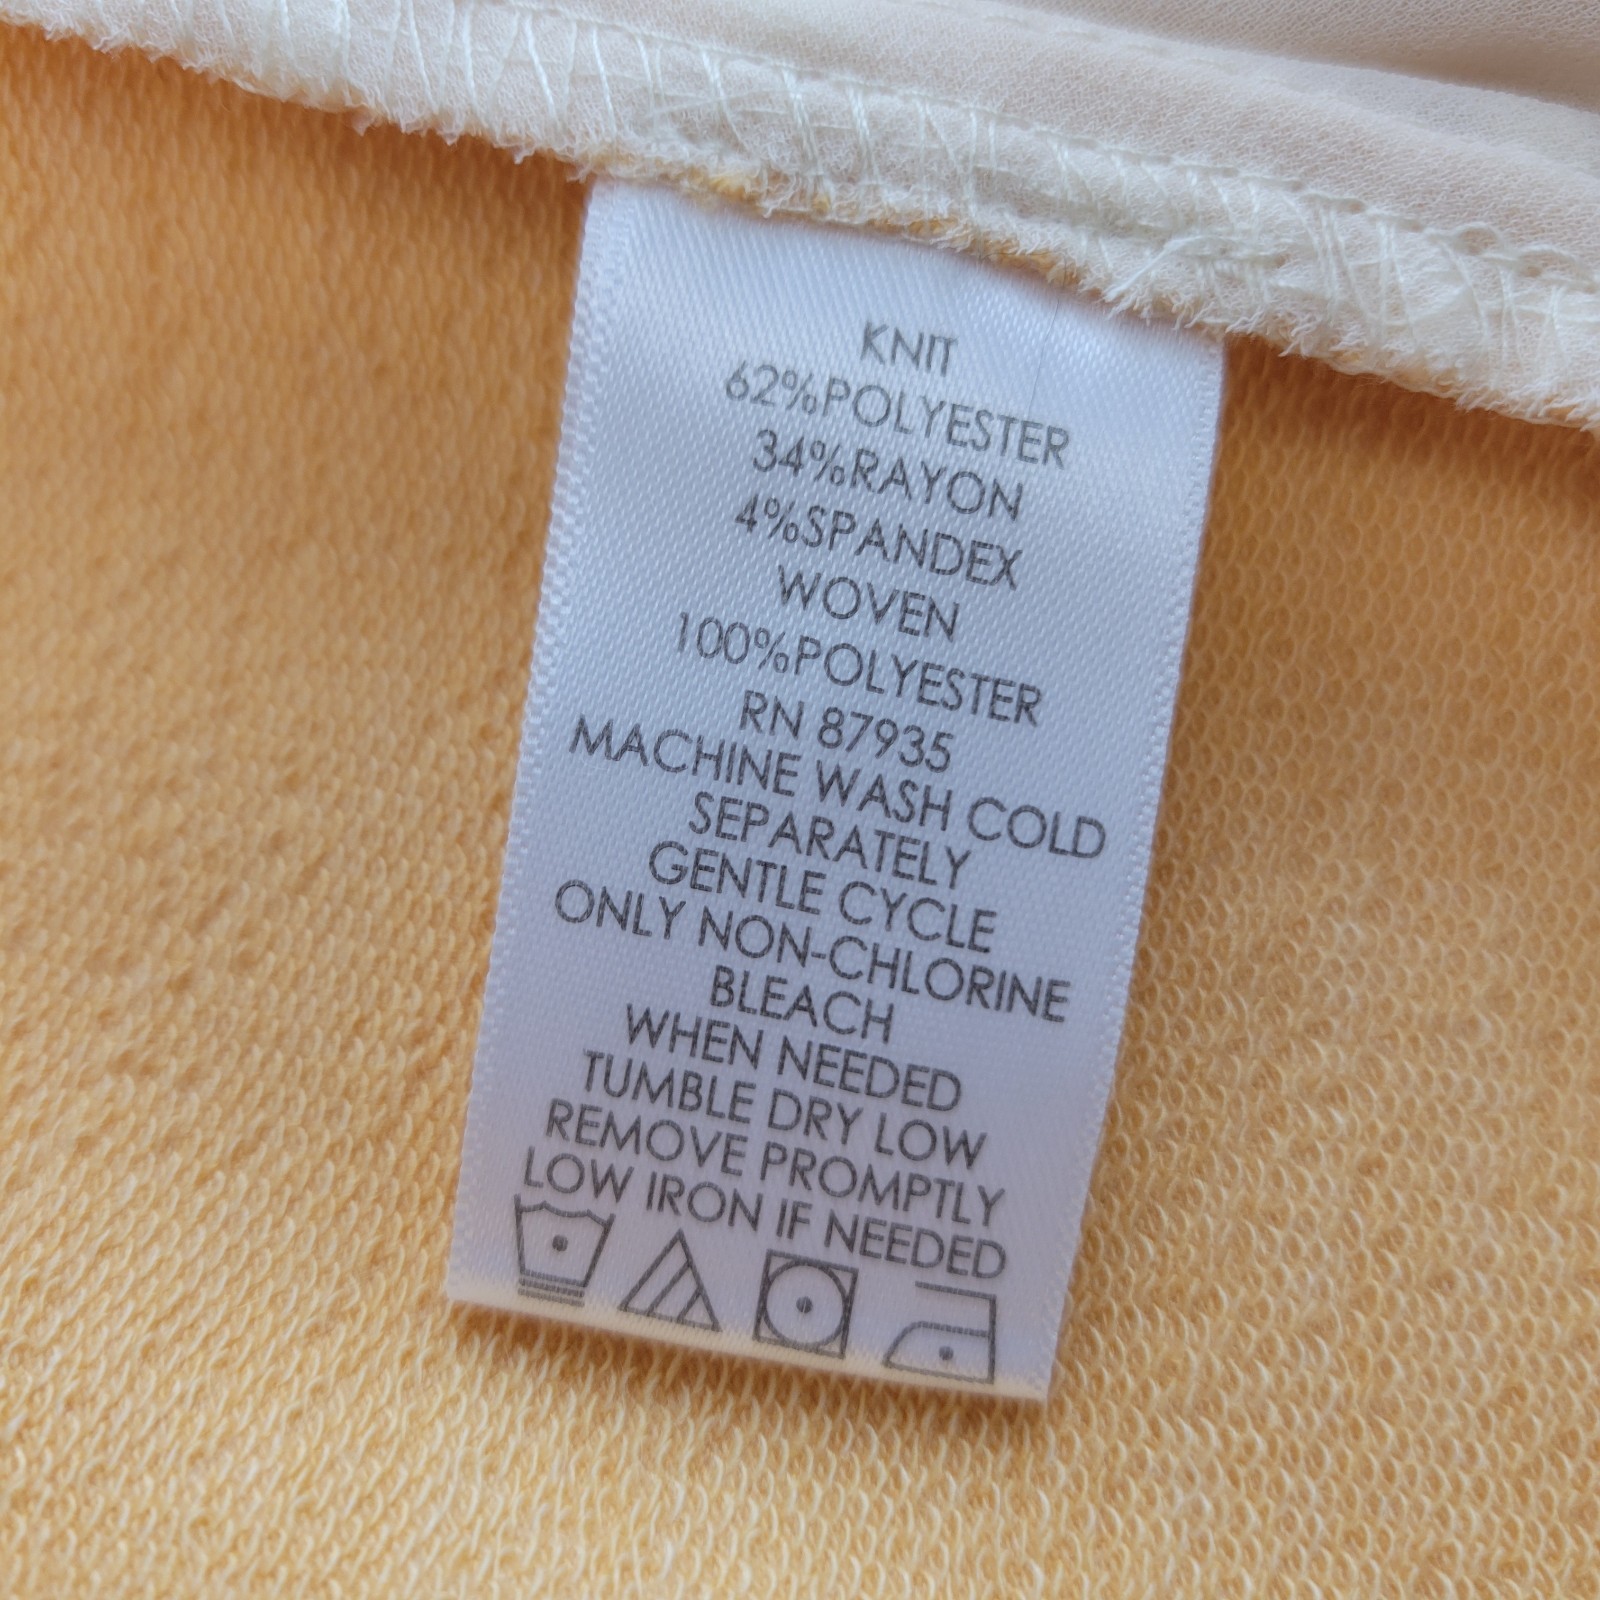 KNIT
62%POLYESTER
34%RAYON
4%SPANDEX
WOVEN
100%POLYESTER
RN 87935
MACHINE WASH COLD
SEPARATELY
GENTLE CYCLE
ONLY NON-CHLORINE
BLEACH
WHEN NEEDED
TUMBLE DRY LOW
REMOVE PROMPTLY
LOW IRON IF NEEDED